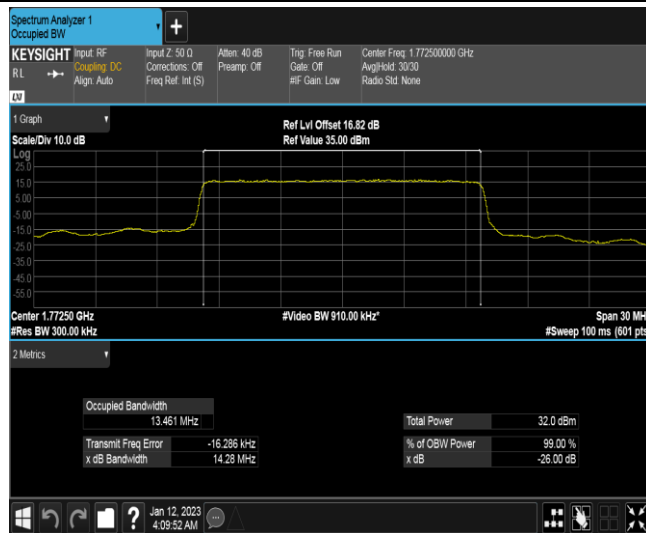 Spectrum Analyzer 1
Occupied BW
+
KEYSIGHT
RL
LXI
Input: RF
Coupling: DC
Align: Auto
Input Z: 50 Ω
Corrections: Off
Freq Ref: Int (S)
Atten: 40 dB
Preamp: Off
Trig: Free Run
Gate: Off
#IF Gain: Low
Center Freq: 1.772500000 GHz
Avg|Hold: 30/30
Radio Std: None
1 Graph
Scale/Div 10.0 dB
Ref Lvl Offset 16.82 dB
Ref Value 35.00 dBm
Log
25.0
15.0
5.00
-5.00
-15.0
-25.0
-35.0
-45.0
-55.0
Center 1.77250 GHz
#Res BW 300.00 kHz
#Video BW 910.00 kHz*
Span 30 MH
#Sweep 100 ms (601 pts
2 Metrics
Occupied Bandwidth
13.461 MHz
Transmit Freq Error -16.286 kHz
x dB Bandwidth 14.28 MHz
Total Power 32.0 dBm
% of OBW Power 99.00 %
x dB -26.00 dB
?
Jan 12, 2023
4:09:52 AM